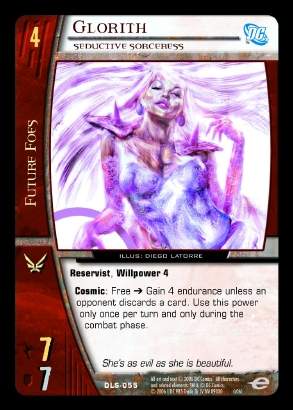 4
GLORITH
SEDUCTIVE SORCERESS
DC
FUTURE FOES
ILLUS: DIEGO LATORRE
Reservist, Willpower 4
Cosmic: Free ➔ Gain 4 endurance unless an
opponent discards a card. Use this power
only once per turn and only during the
combat phase.
7
7
She's as evil as she is beautiful.
DLS-055